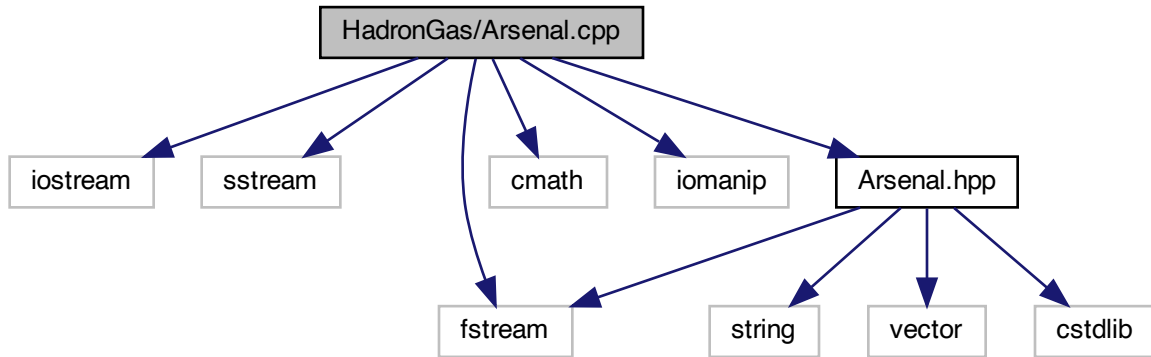 HadronGas/Arsenal.cpp
iostream
sstream
cmath
iomanip
Arsenal.hpp
fstream
string
vector
cstdlib